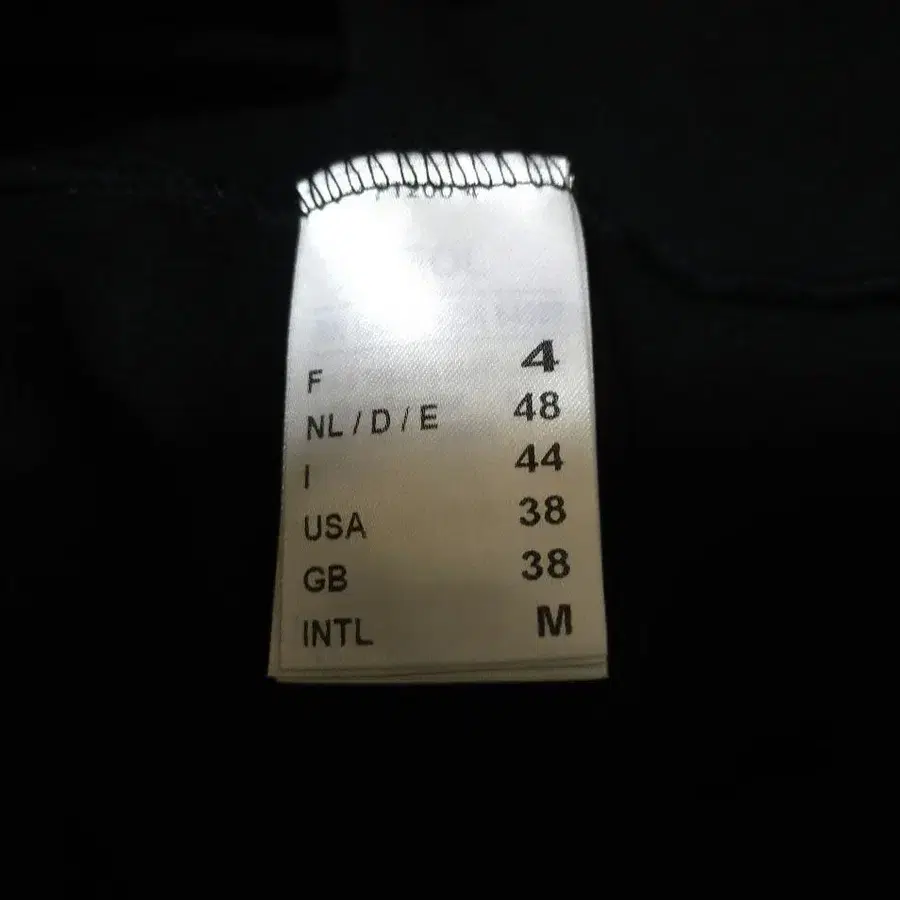 F 4
NL / D / E 48
I 44
USA 38
GB 38
INTL M